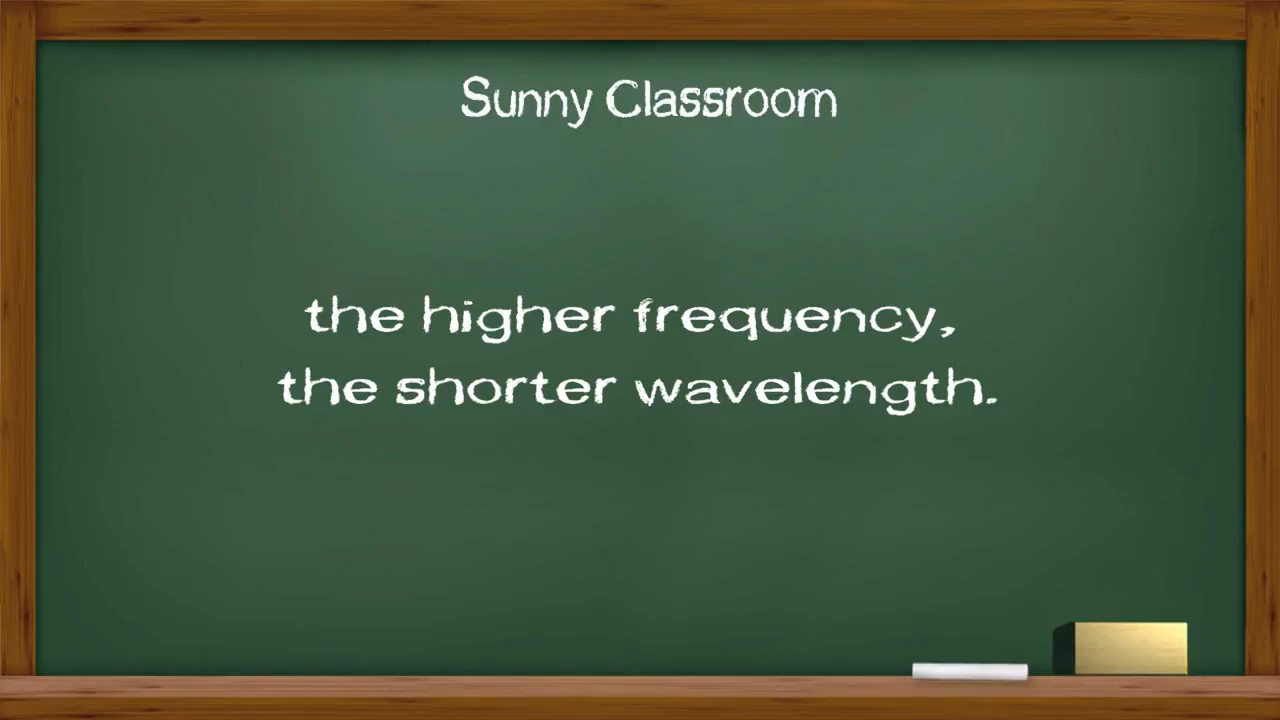 Sunny Classroom
the higher frequency,
the shorter wavelength.